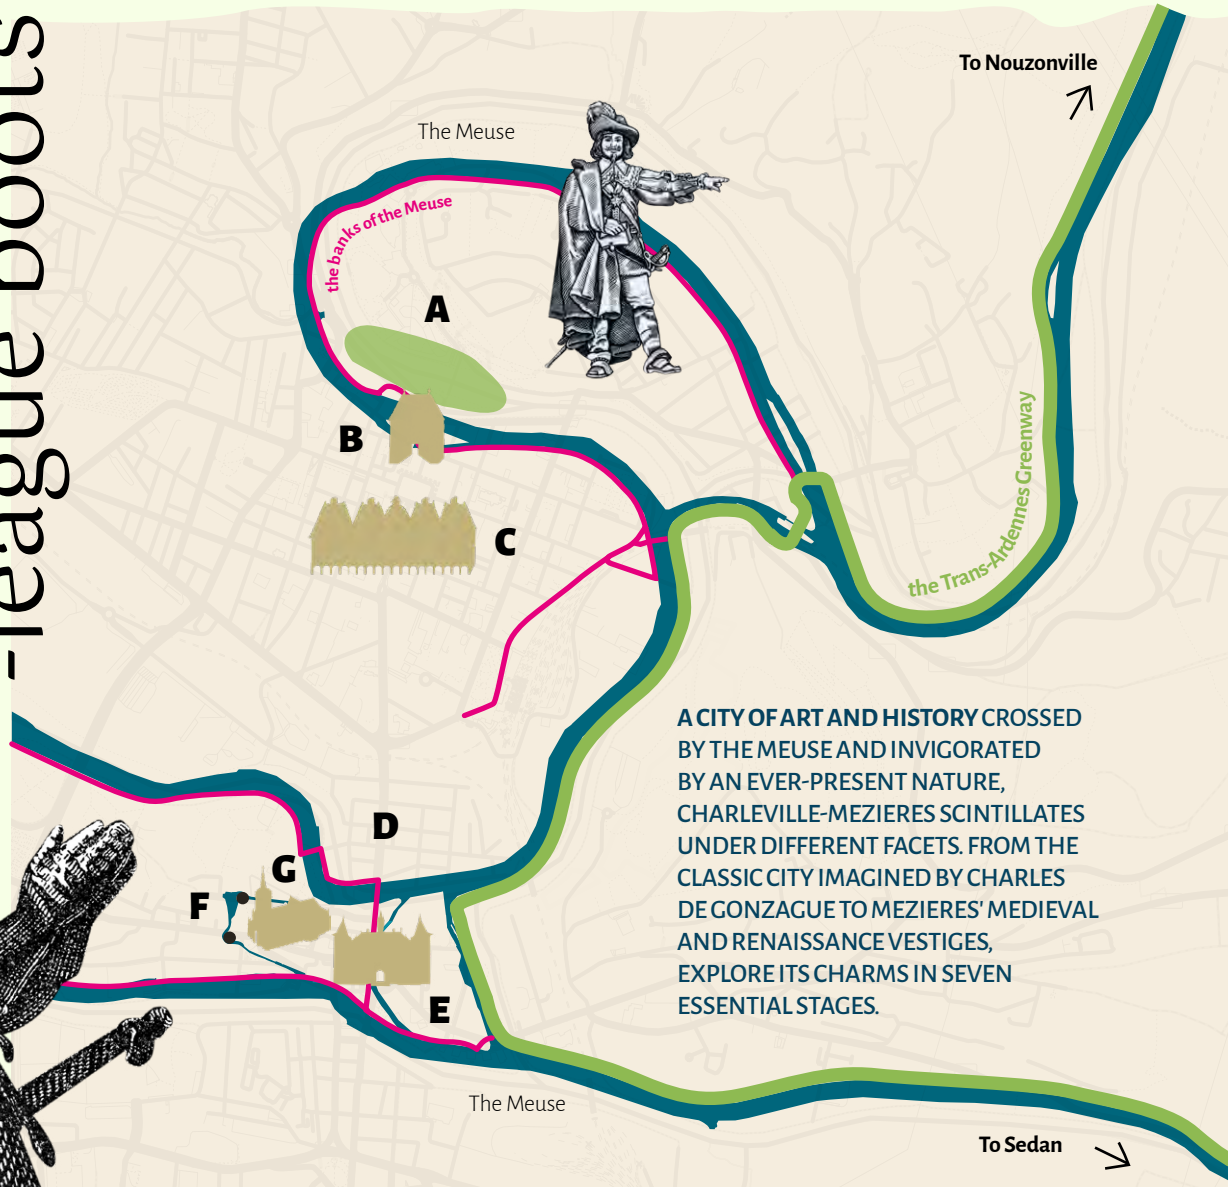 -league boots
To Nouzonville
The Meuse
the banks of the Meuse
A
B
C
the Trans-Ardennes Greenway
A CITY OF ART AND HISTORY CROSSED
BY THE MEUSE AND INVIGORATED
BY AN EVER-PRESENT NATURE,
CHARLEVILLE-MEZIERES SCINTILLATES
UNDER DIFFERENT FACETS. FROM THE
CLASSIC CITY IMAGINED BY CHARLES
DE GONZAGUE TO MEZIERES' MEDIEVAL
AND RENAISSANCE VESTIGES,
EXPLORE ITS CHARMS IN SEVEN
ESSENTIAL STAGES.
D
G
F
E
The Meuse
To Sedan